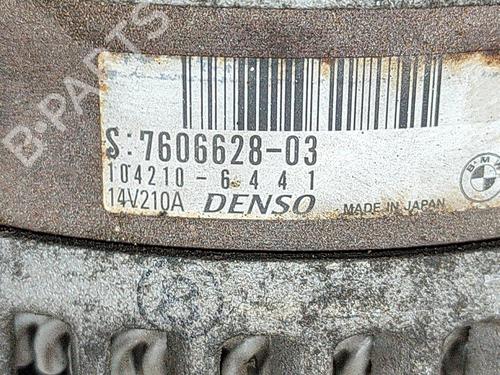 B-PARTS
S: 7606628-03
104210-6441
14V210A DENSO MADE IN JAPAN
BMW